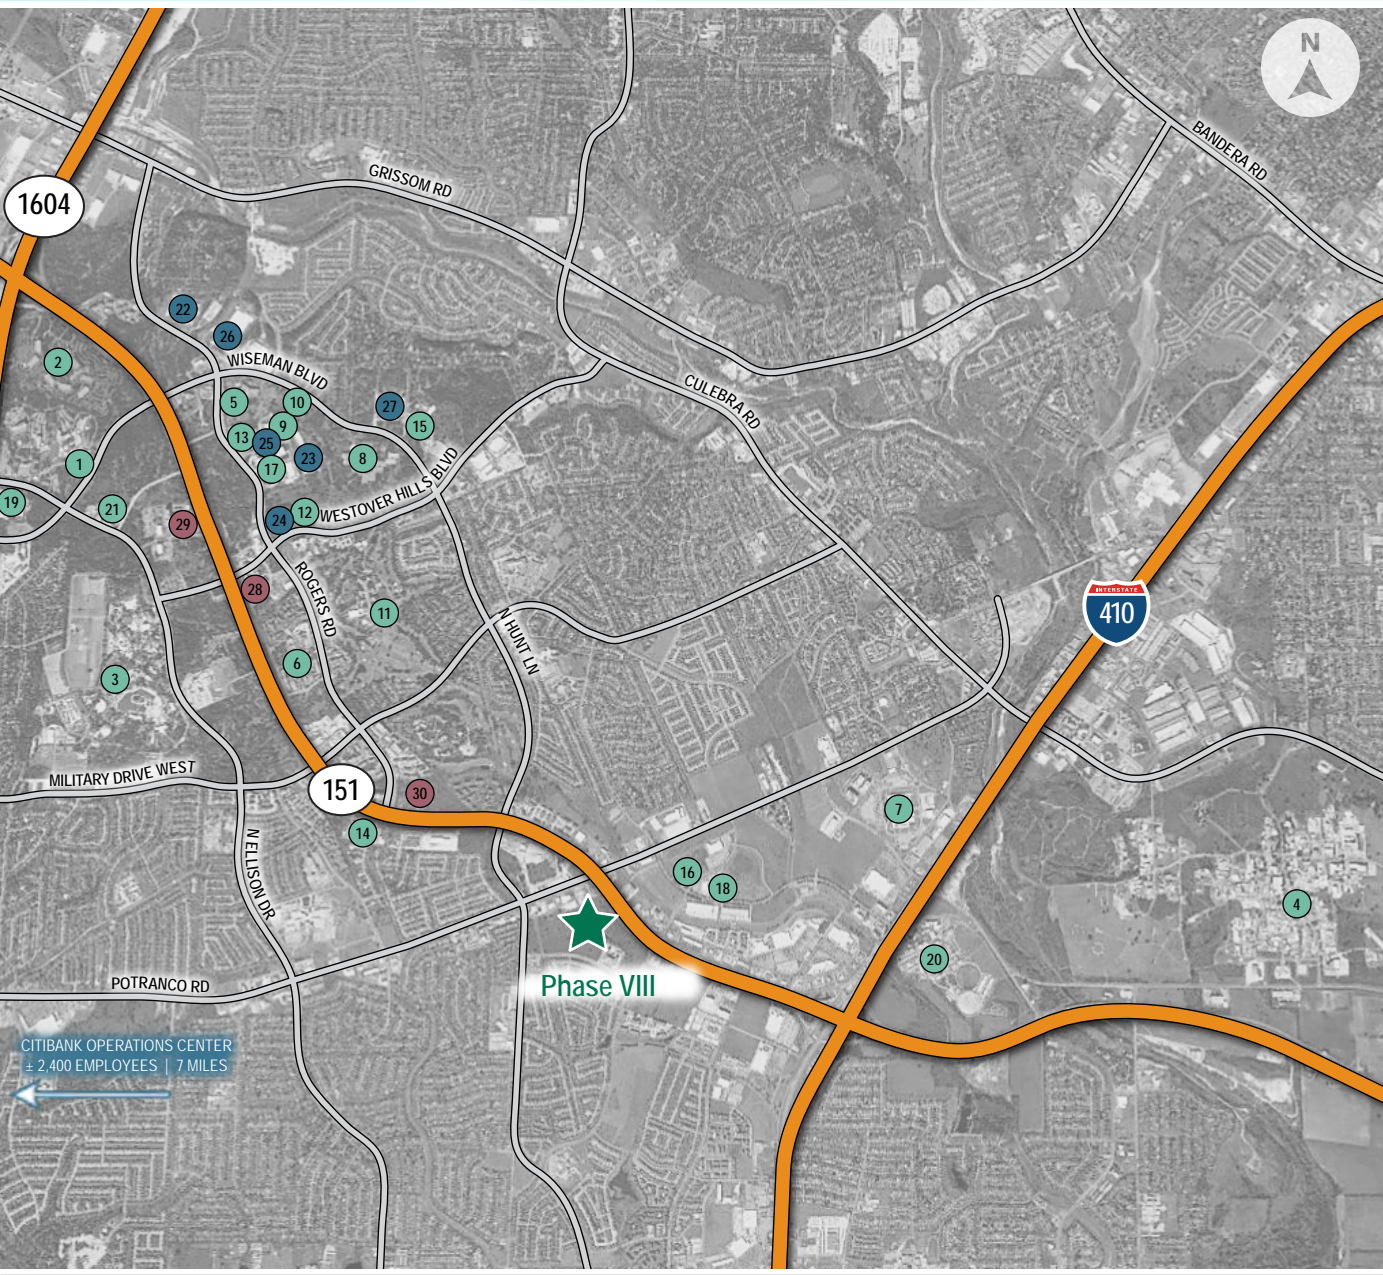 N
BANDERA RD
GRISSOM RD
1604
22
26
WISEMAN BLVD
2
CULEBRA RD
5
10
27
9
15
13
25
23
8
1
17
WESTOVER HILLS BLVD
19
21
12
24
29
28
ROGERS RD
INTERSTATE
410
11
N HUNT LN
6
3
MILITARY DRIVE WEST
151
30
7
14
N ELLISON DR
16
18
4
20
POTRANCO RD
Phase VIII
CITIBANK OPERATIONS CENTER
± 2,400 EMPLOYEES | 7 MILES